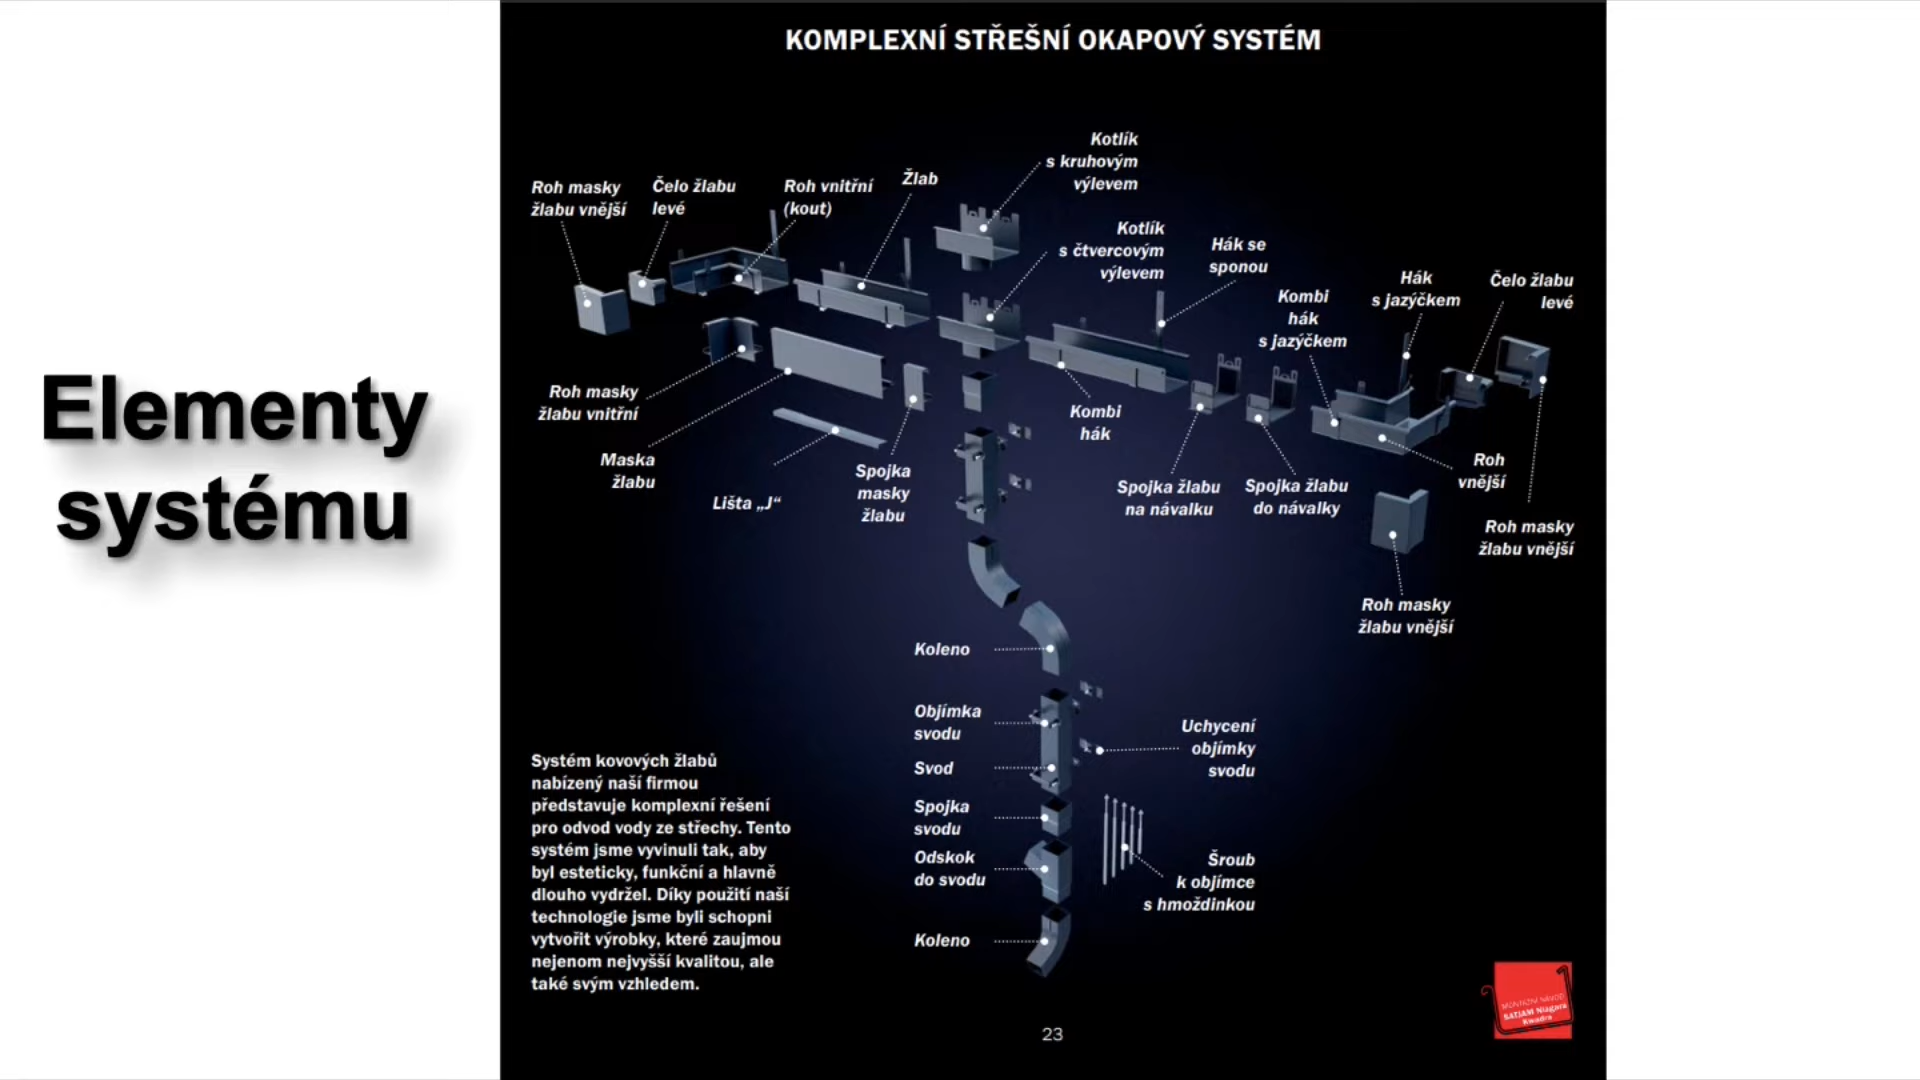 Elementy
systému
KOMPLEXNÍ STŘEŠNÍ OKAPOVÝ SYSTÉM
Roh masky
žlabu vnější
Čelo žlabu
levé
Roh vnitřní
(kout)
Žlab
Kotlík
s kruhovým
výlevem
Kotlík
s čtvercovým
výlevem
Hák se
sponou
Kombi
hák
s jazýčkem
Hák
s jazýčkem
Čelo žlabu
levé
Roh masky
žlabu vnitřní
Maska
žlabu
Lišta „J“
Spojka
masky
žlabu
Kombi
hák
Spojka žlabu
na návalku
Spojka žlabu
do návalky
Roh
vnější
Roh masky
žlabu vnější
Roh masky
žlabu vnější
Koleno
Objímka
svodu
Svod
Spojka
svodu
Odskok
do svodu
Koleno
Uchycení
objímky
svodu
Šroub
k objímce
s hmoždinkou
Systém kovových žlabů
nabízený naší firmou
představuje komplexní řešení
pro odvod vody ze střechy. Tento
systém jsme vyvinuli tak, aby
byl esteticky, funkční a hlavně
dlouho vydržel. Díky použití naší
technologie jsme byli schopni
vytvořit výrobky, které zaujmou
nejenom nejvyšší kvalitou, ale
také svým vzhledem.
23
MONTÁŽNÍ NÁVOD
SATJAM Niagara
Kwadra